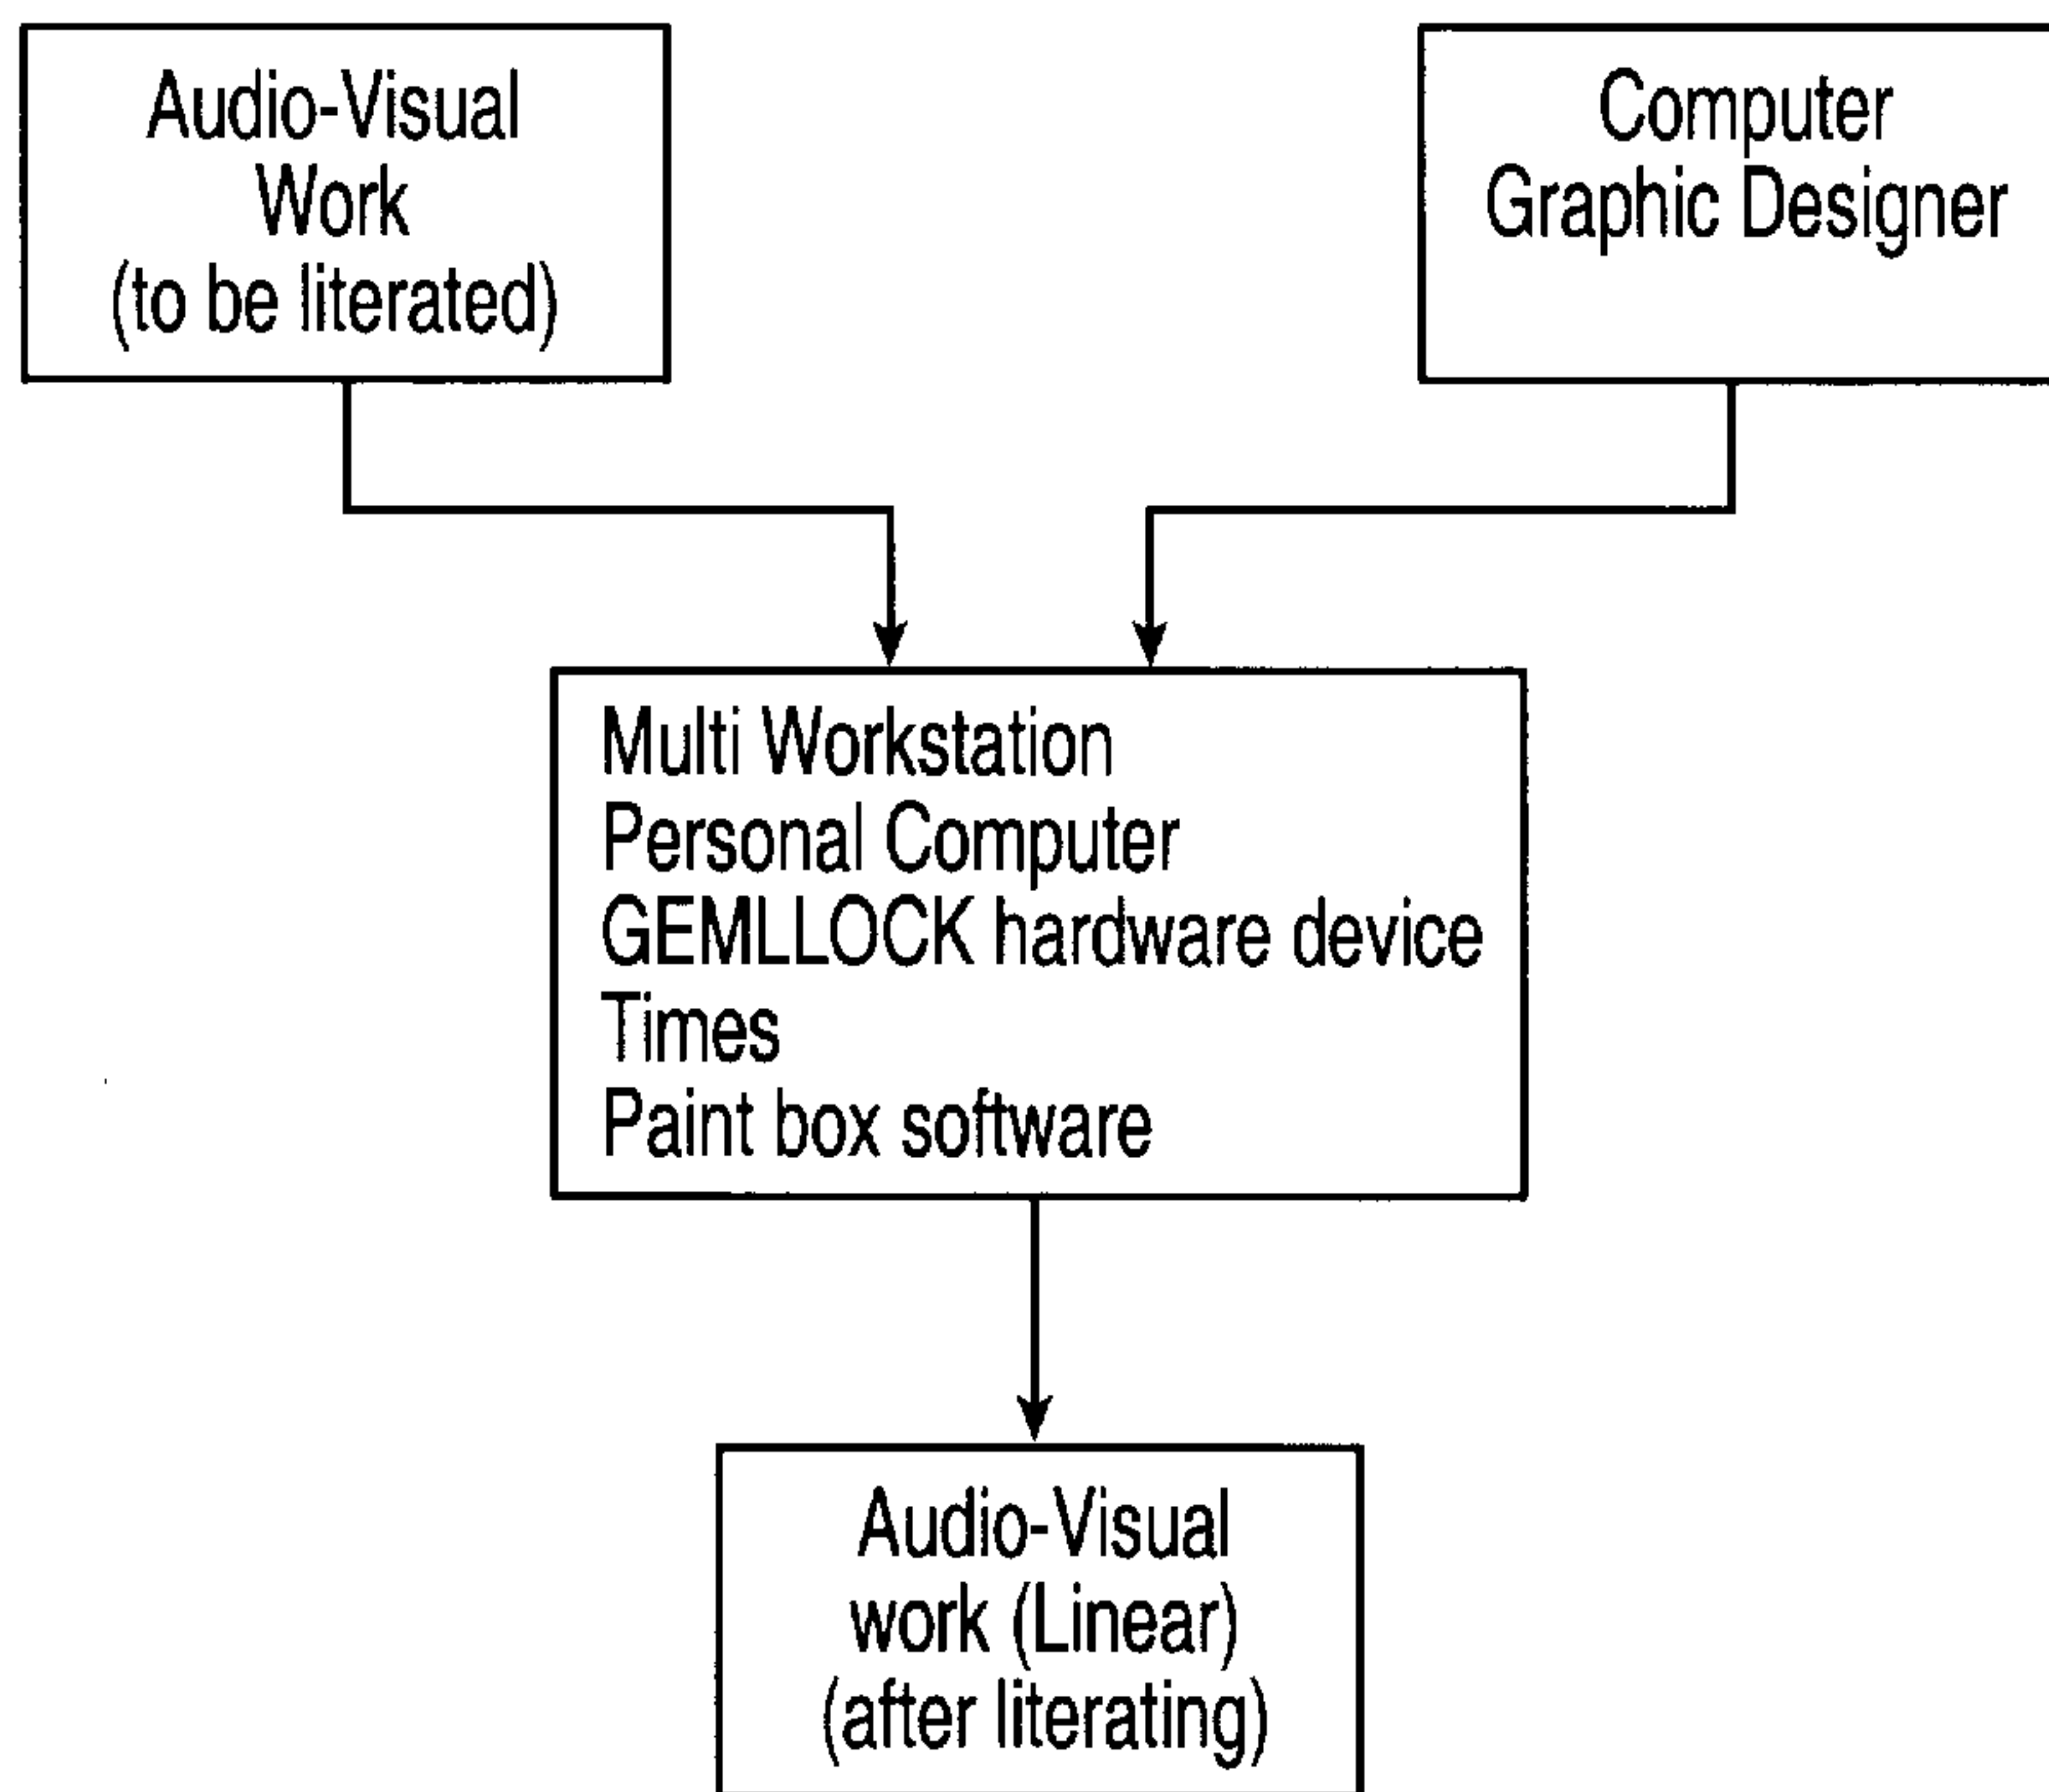 Audio-Visual
Work
(to be literated)
Computer
Graphic Designer
Multi Workstation
Personal Computer
GEMLLOCK hardware device
Times
Paint box software
Audio-Visual
work (Linear)
(after literating)